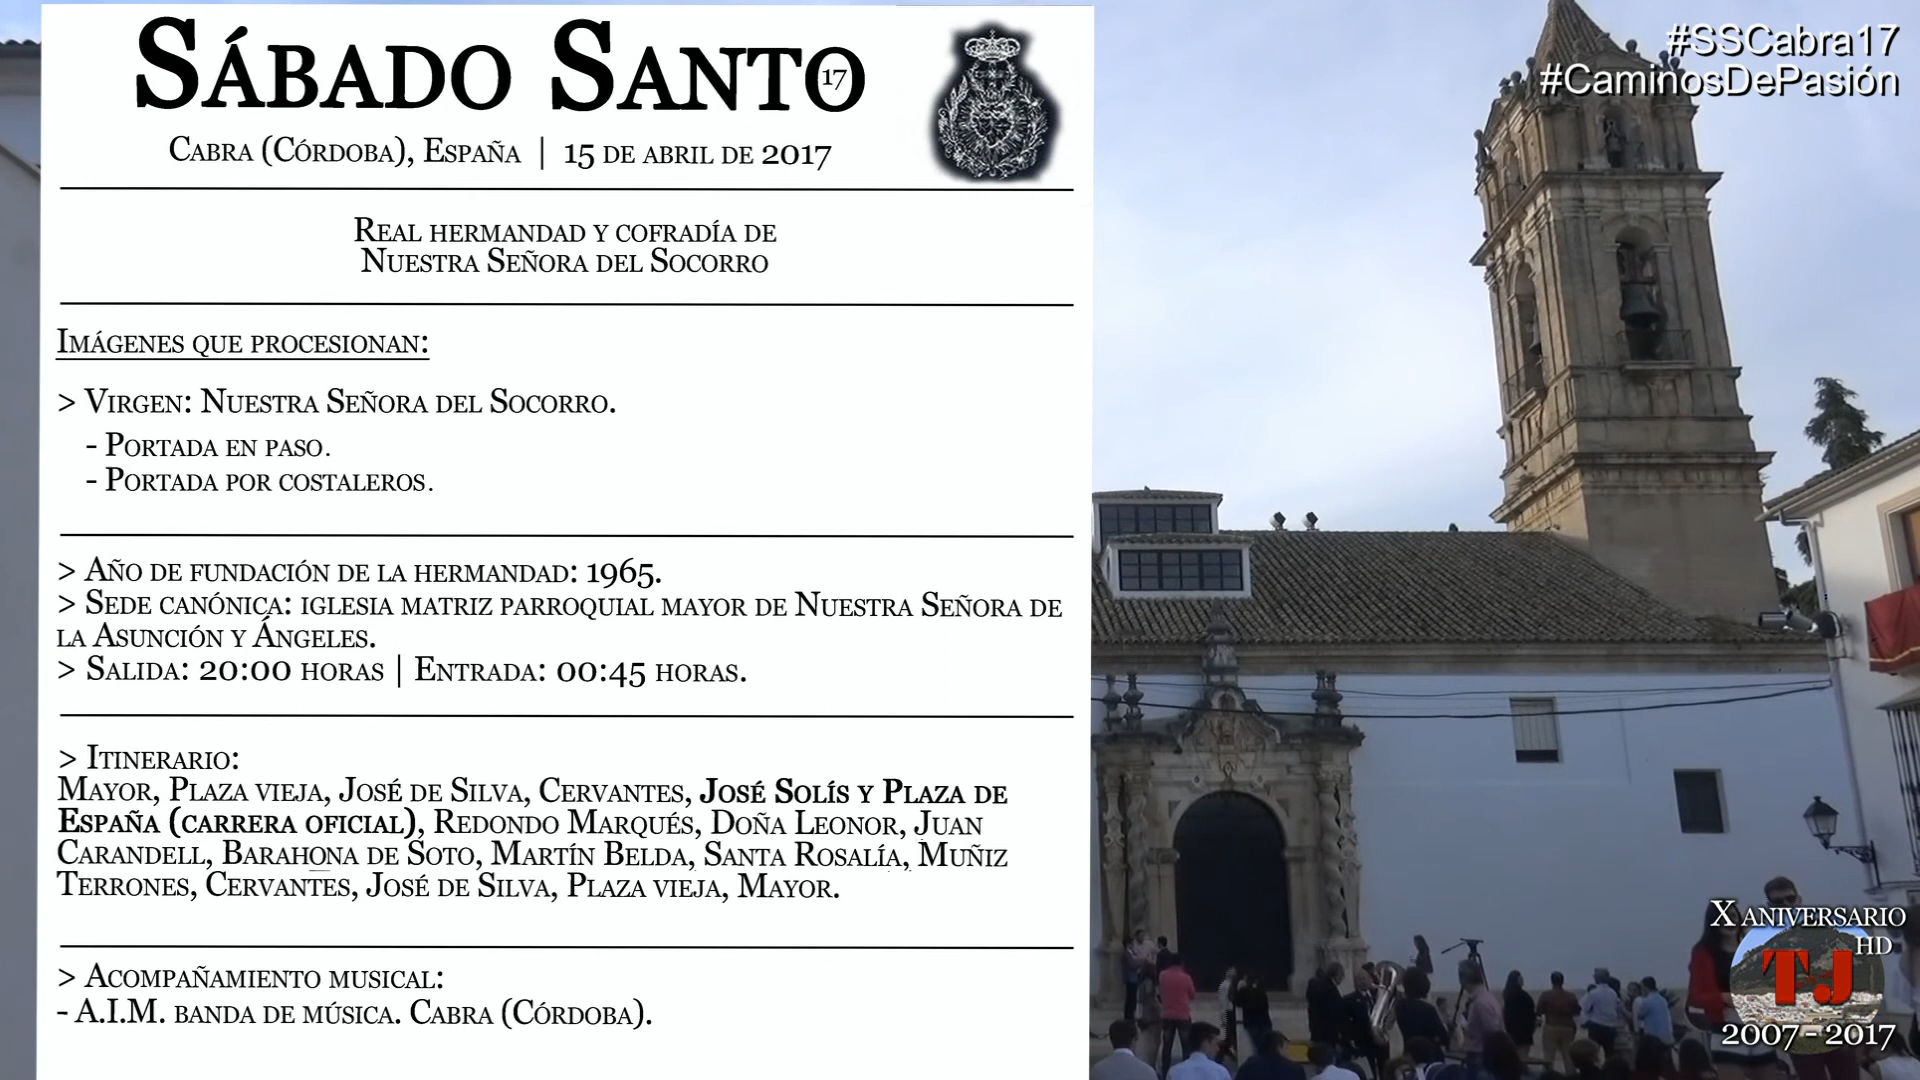 SÁBADO SANTO
17
CABRA (CÓRDOBA), ESPAÑA | 15 DE ABRIL DE 2017
REAL HERMANDAD Y COFRADÍA DE
NUESTRA SEÑORA DEL SOCORRO
IMÁGENES QUE PROCESIONAN:
> VIRGEN: NUESTRA SEÑORA DEL SOCORRO.
- PORTADA EN PASO.
- PORTADA POR COSTALEROS.
> AÑO DE FUNDACIÓN DE LA HERMANDAD: 1965.
> SEDE CANÓNICA: IGLESIA MATRIZ PARROQUIAL MAYOR DE NUESTRA SEÑORA DE
LA ASUNCIÓN Y ÁNGELES.
> SALIDA: 20:00 HORAS | ENTRADA: 00:45 HORAS.
> ITINERARIO:
MAYOR, PLAZA VIEJA, JOSÉ DE SILVA, CERVANTES, JOSÉ SOLÍS Y PLAZA DE
ESPAÑA (CARRERA OFICIAL), REDONDO MARQUÉS, DOÑA LEONOR, JUAN
CARANDELL, BARAHONA DE SOTO, MARTÍN BELDA, SANTA ROSALÍA, MUÑIZ
TERRONES, CERVANTES, JOSÉ DE SILVA, PLAZA VIEJA, MAYOR.
> ACOMPAÑAMIENTO MUSICAL:
- A.I.M. BANDA DE MÚSICA. CABRA (CÓRDOBA).
#SSCabra17
#CaminosDePasión
X ANIVERSARIO
HD
TJ
2007-2017